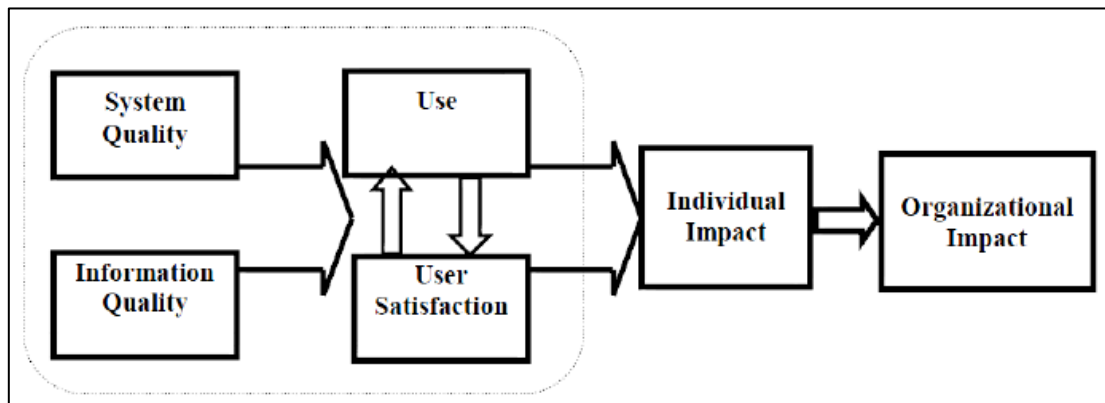 System
Quality
Use
Information
Quality
User
Satisfaction
Individual
Impact
Organizational
Impact